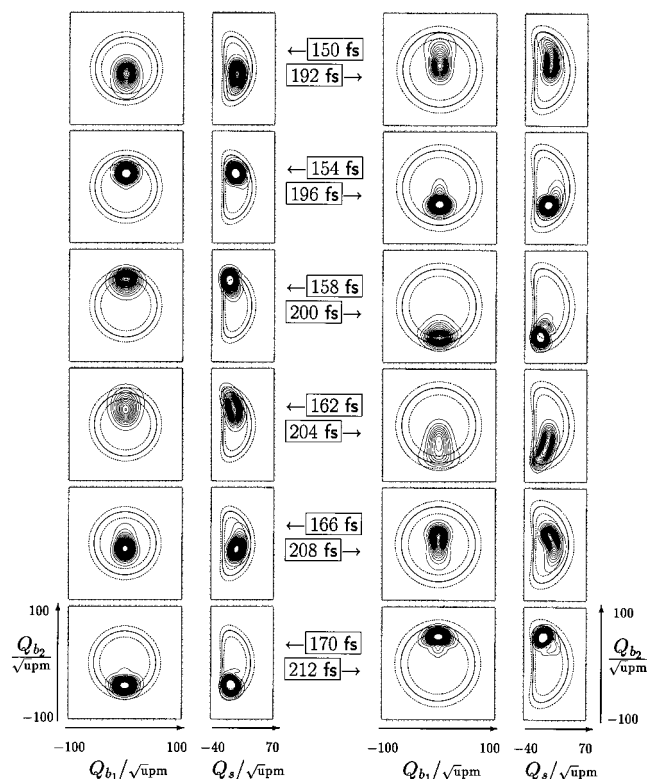 ←150 fs
192 fs→
←154 fs
196 fs→
←158 fs
200 fs→
←162 fs
204 fs→
←166 fs
208 fs→
←170 fs
212 fs→
100
Q_{b_2}
√upm
−100
−100 100
Q_{b_1}/√upm
−40 70
Q_s/√upm
−100 100
Q_{b_1}/√upm
−40 70
Q_s/√upm
100
Q_{b_2}
√upm
−100